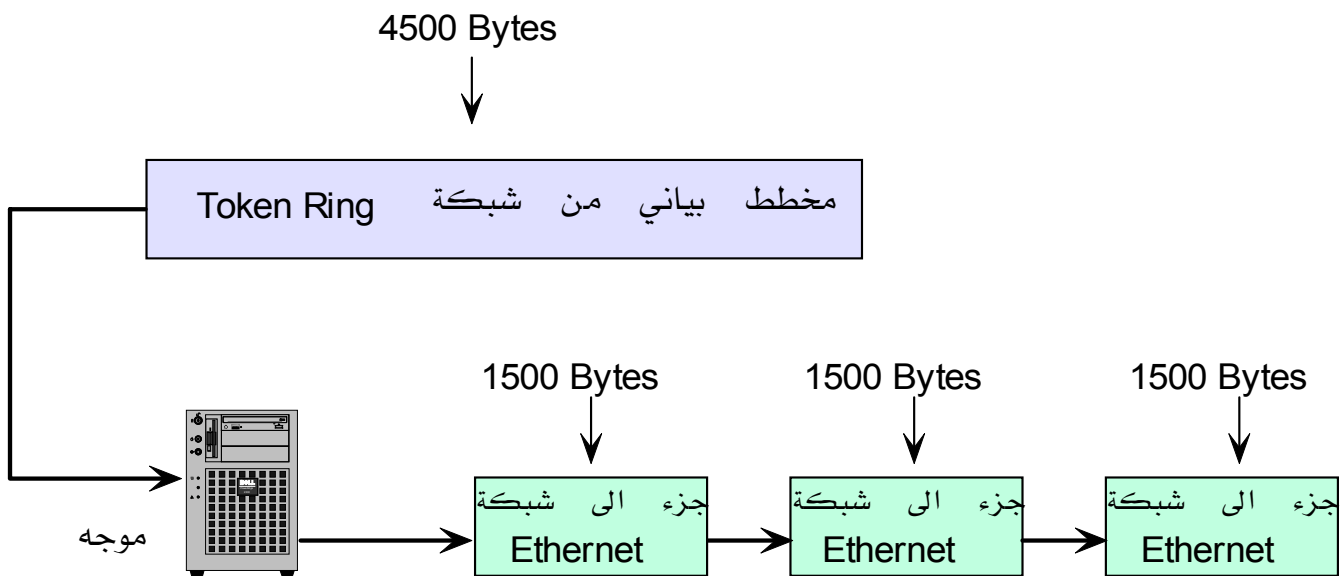 4500 Bytes
مخطط بياني من شبكة Token Ring
1500 Bytes
1500 Bytes
1500 Bytes
موجه
DELL
جزء الى شبكة
Ethernet
جزء الى شبكة
Ethernet
جزء الى شبكة
Ethernet